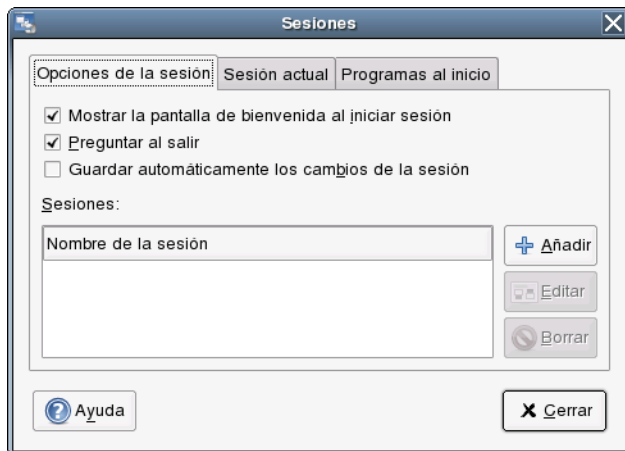 Sesiones
Opciones de la sesión Sesión actual Programas al inicio
Mostrar la pantalla de bienvenida al iniciar sesión
Preguntar al salir
Guardar automáticamente los cambios de la sesión
Sesiones:
Nombre de la sesión
Añadir
Editar
Borrar
Ayuda
Cerrar